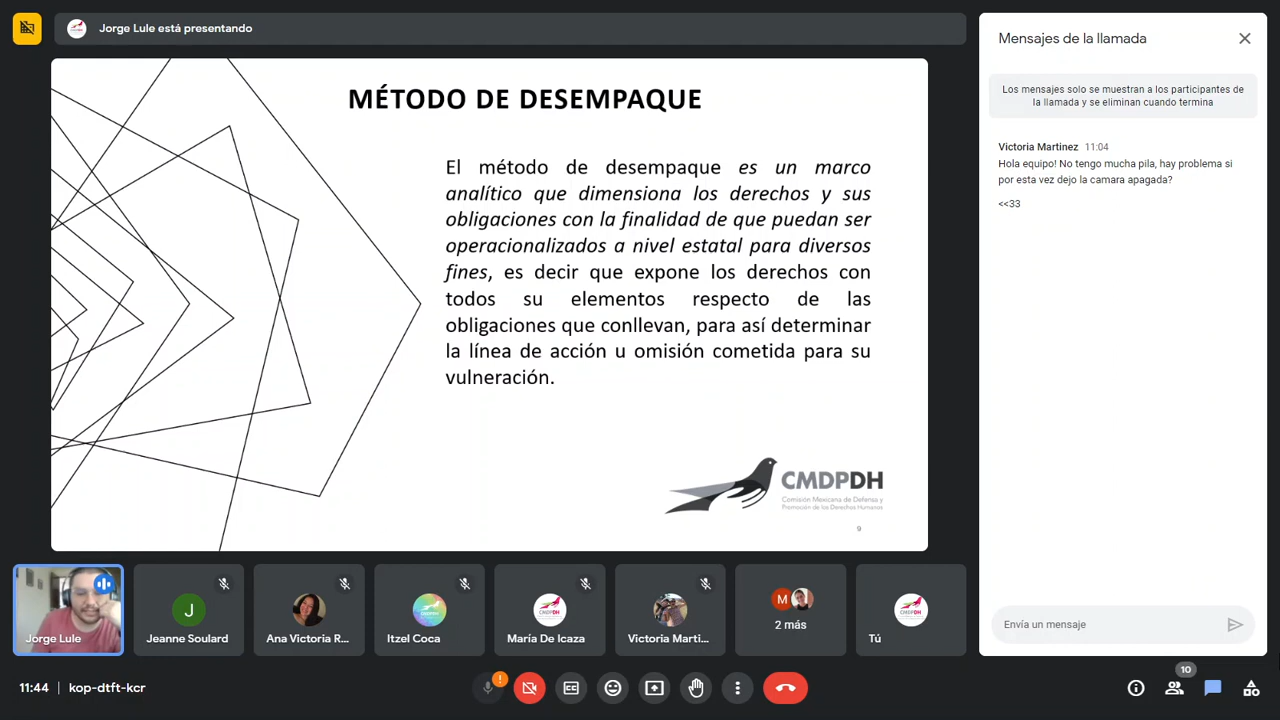 Jorge Lule está presentando
MÉTODO DE DESEMPAQUE
El método de desempaque es un marco
analítico que dimensiona los derechos y sus
obligaciones con la finalidad de que puedan ser
operacionalizados a nivel estatal para diversos
fines, es decir que expone los derechos con
todos su elementos respecto de las
obligaciones que conllevan, para así determinar
la línea de acción u omisión cometida para su
vulneración.
CMDPDH
Comisión Mexicana de Defensa y
Promoción de los Derechos Humanos
9
Mensajes de la llamada
Los mensajes solo se muestran a los participantes de
la llamada y se eliminan cuando termina
Victoria Martinez 11:04
Hola equipo! No tengo mucha pila, hay problema si
por esta vez dejo la camara apagada?
<<33
Envía un mensaje
Jorge Lule
J
Jeanne Soulard
Ana Victoria R...
Itzel Coca
CMDPDH
María De Icaza
Victoria Marti...
M
2 más
CMDPDH
Tú
11:44 | kop-dtft-kcr
10